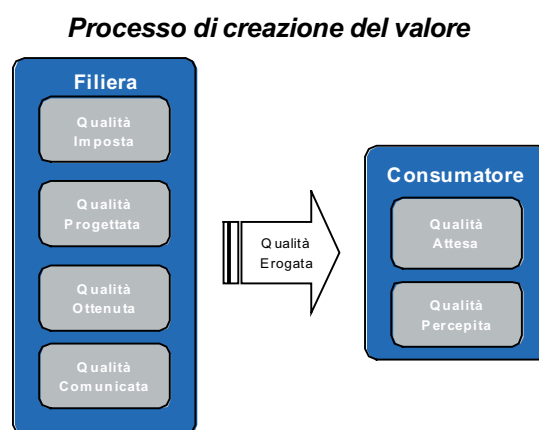 Processo di creazione del valore
Filiera
Qualità
Imposta
Qualità
Progettata
Qualità
Ottenuta
Qualità
Comunicata
Qualità
Erogata
Consumatore
Qualità
Attesa
Qualità
Percepita